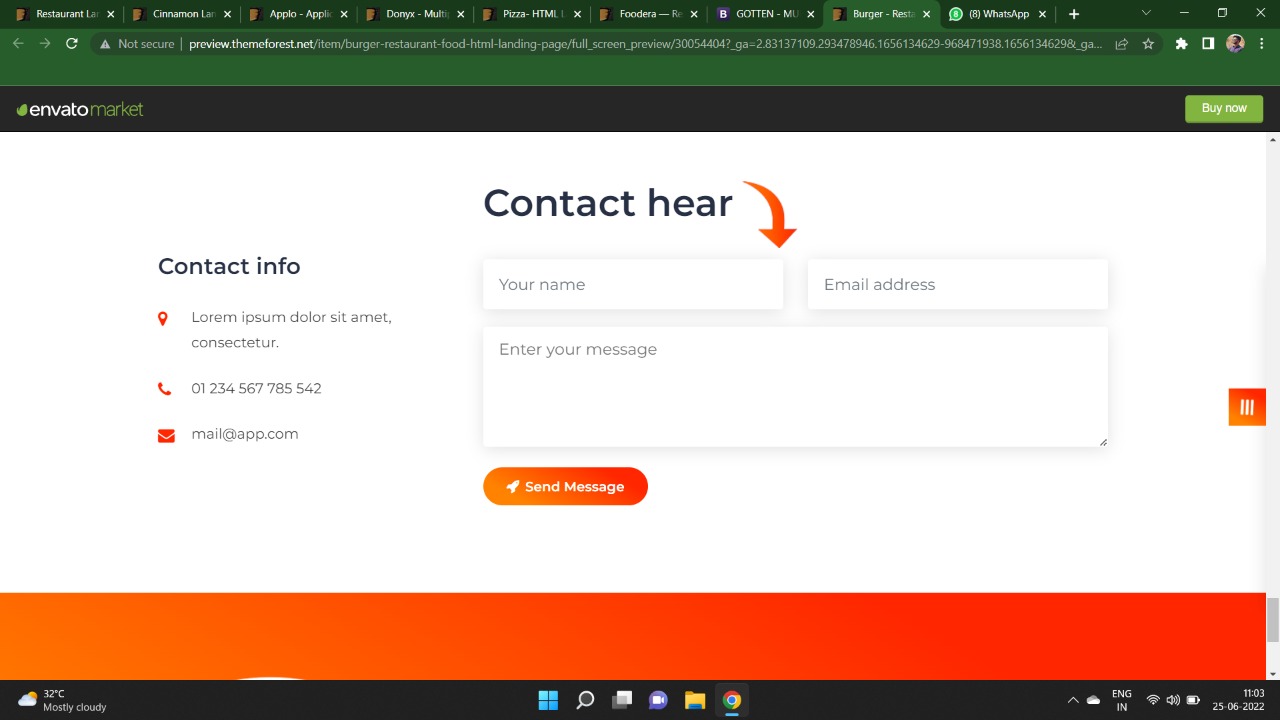 Restaurant Lan
Cinnamon Lan
Applo - Applic
Donyx - Multip
Pizza- HTML L
Foodera — Re
GOTTEN - MU
Burger - Resta
(8) WhatsApp
Not secure | preview.themeforest.net/item/burger-restaurant-food-html-landing-page/full_screen_preview/30054404?_ga=2.83137109.293478946.1656134629-968471938.1656134629&_ga...
envato market
Buy now
Contact hear
Contact info
Your name
Email address
Lorem ipsum dolor sit amet,
consectetur.
Enter your message
01 234 567 785 542
mail@app.com
Send Message
32°C
Mostly cloudy
ENG
IN
11:03
25-06-2022